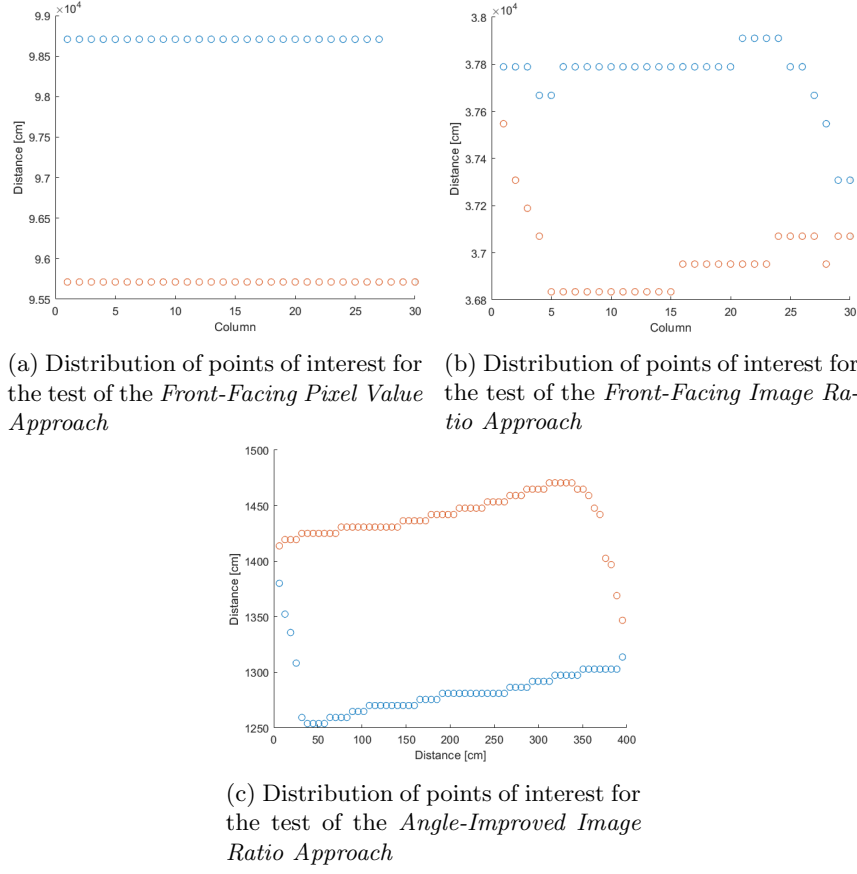 ×10⁴
9.9
9.85
9.8
9.75
9.7
9.65
9.6
9.55
Distance [cm]
0 5 10 15 20 25 30
Column
×10⁴
3.8
3.78
3.76
3.74
3.72
3.7
3.68
Distance [cm]
0 5 10 15 20 25 30
Column
(a) Distribution of points of interest for
the test of the Front-Facing Pixel Value
Approach
(b) Distribution of points of interest for
the test of the Front-Facing Image Ra-
tio Approach
1500
1450
1400
1350
1300
1250
Distance [cm]
0 50 100 150 200 250 300 350 400
Distance [cm]
(c) Distribution of points of interest for
the test of the Angle-Improved Image
Ratio Approach